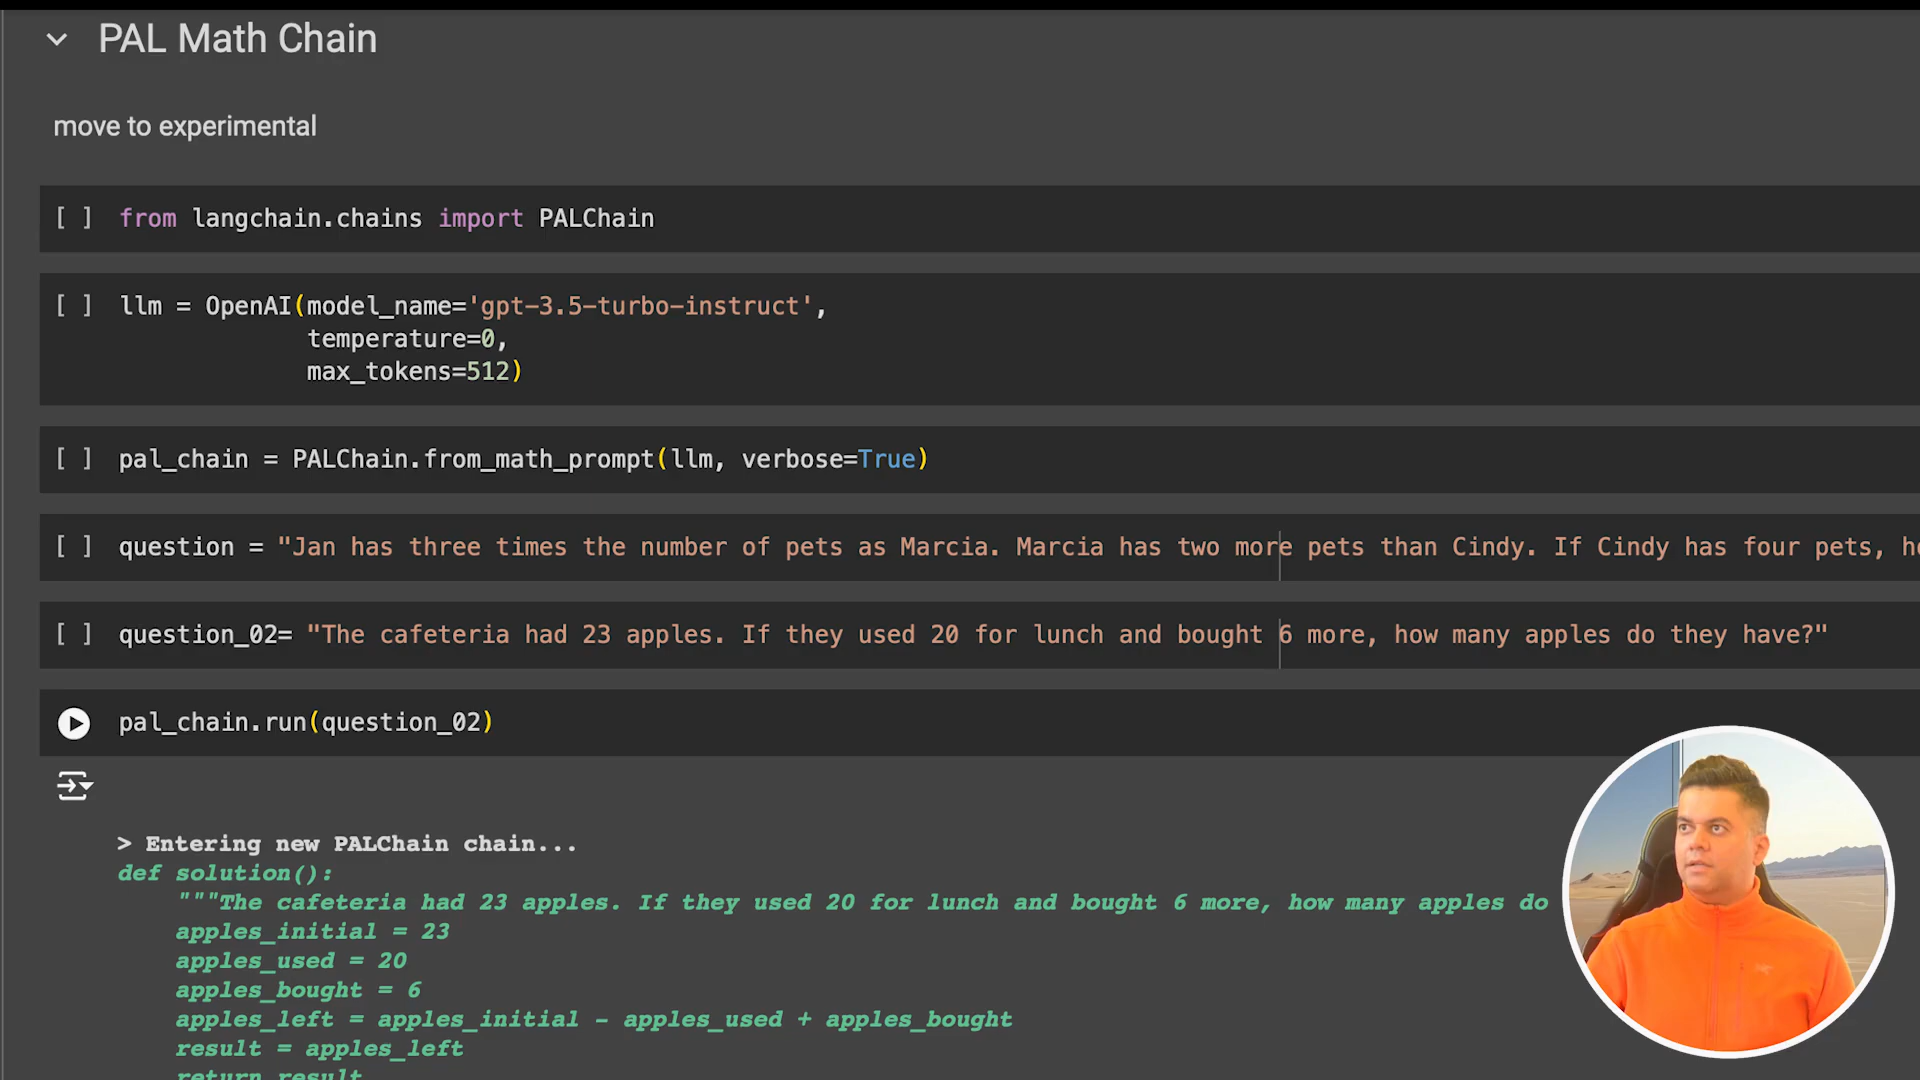 PAL Math Chain
move to experimental
[ ] from langchain.chains import PALChain
[ ] llm = OpenAI(model_name='gpt-3.5-turbo-instruct',
temperature=0,
max_tokens=512)
[ ] pal_chain = PALChain.from_math_prompt(llm, verbose=True)
[ ] question = "Jan has three times the number of pets as Marcia. Marcia has two more pets than Cindy. If Cindy has four pets,
[ ] question_02= "The cafeteria had 23 apples. If they used 20 for lunch and bought 6 more, how many apples do they have?"
pal_chain.run(question_02)
> Entering new PALChain chain...
def solution():
"""The cafeteria had 23 apples. If they used 20 for lunch and bought 6 more, how many apples do
apples_initial = 23
apples_used = 20
apples_bought = 6
apples_left = apples_initial - apples_used + apples_bought
result = apples_left
return result